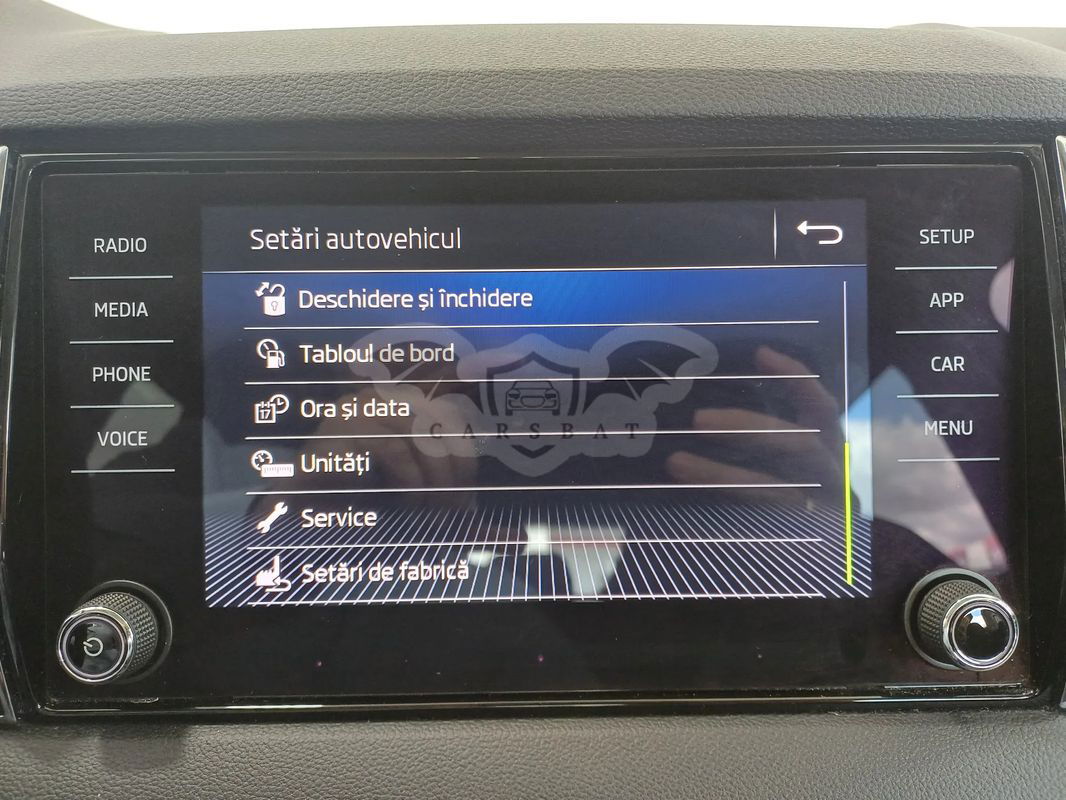 RADIO
MEDIA
PHONE
VOICE
Setări autovehicul
Deschidere și închidere
Tabloul de bord
Ora și data
17
Unități
Service
Setări de fabrică
CARSBAT
SETUP
APP
CAR
MENU